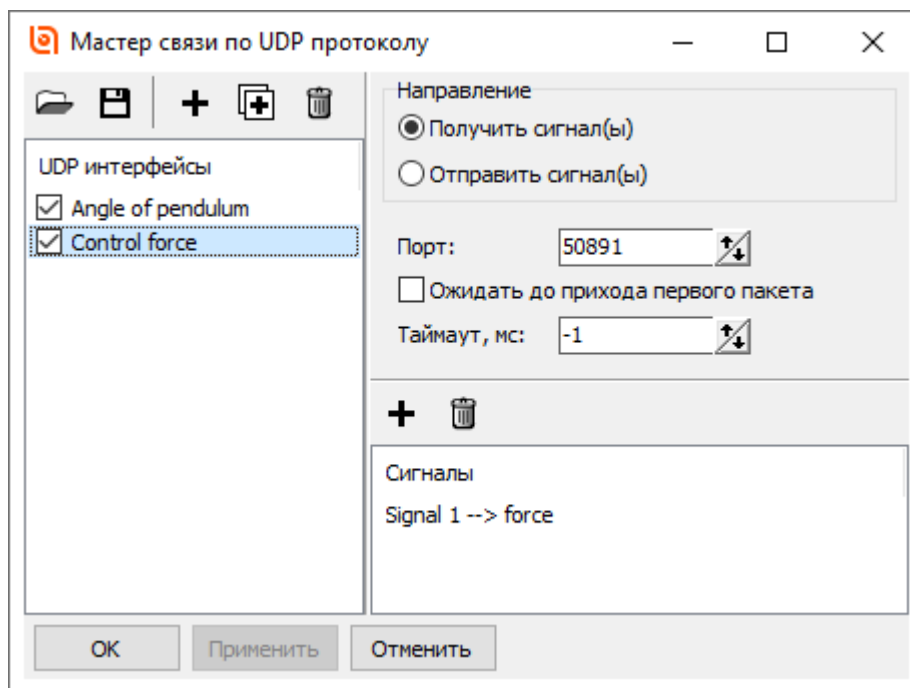 Мастер связи по UDP протоколу
UDP интерфейсы
Angle of pendulum
Control force
Направление
Получить сигнал(ы)
Отправить сигнал(ы)
Порт: 50891
Ожидать до прихода первого пакета
Таймаут, мс: -1
Сигналы
Signal 1 --> force
OK Применить Отменить